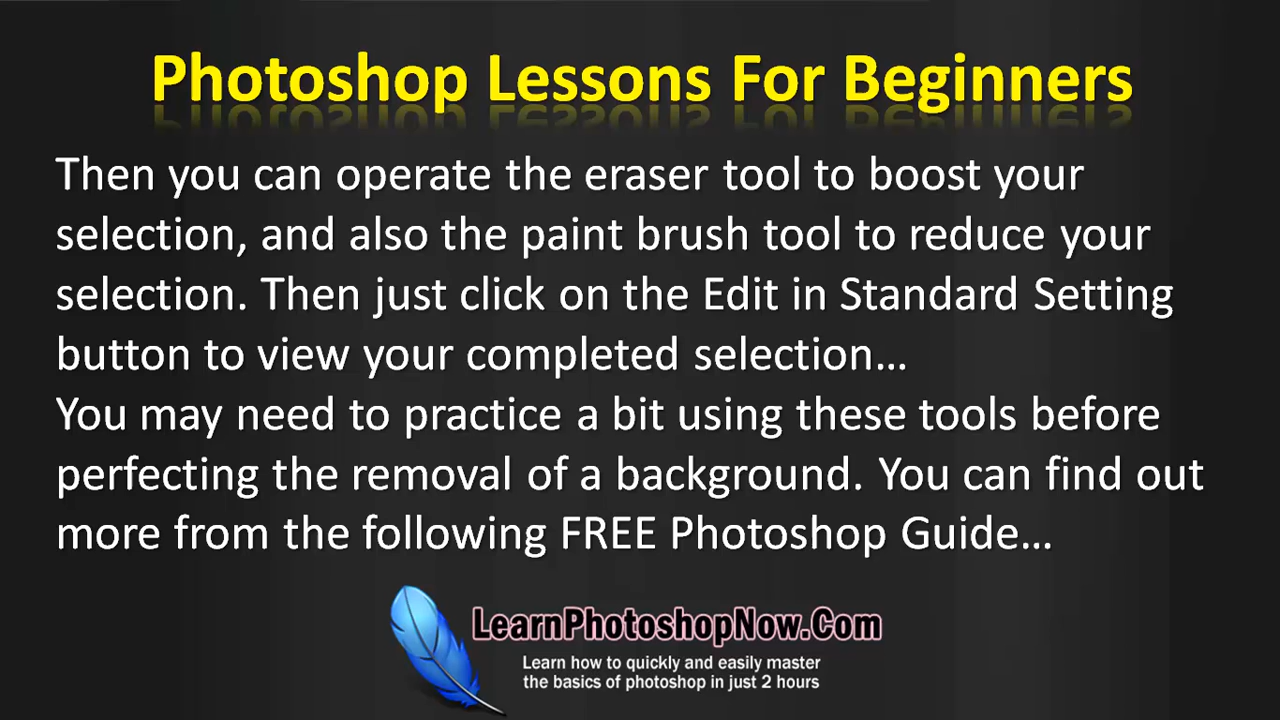 Photoshop Lessons For Beginners
Then you can operate the eraser tool to boost your
selection, and also the paint brush tool to reduce your
selection. Then just click on the Edit in Standard Setting
button to view your completed selection…
You may need to practice a bit using these tools before
perfecting the removal of a background. You can find out
more from the following FREE Photoshop Guide…
LearnPhotoshopNow.Com
Learn how to quickly and easily master
the basics of photoshop in just 2 hours